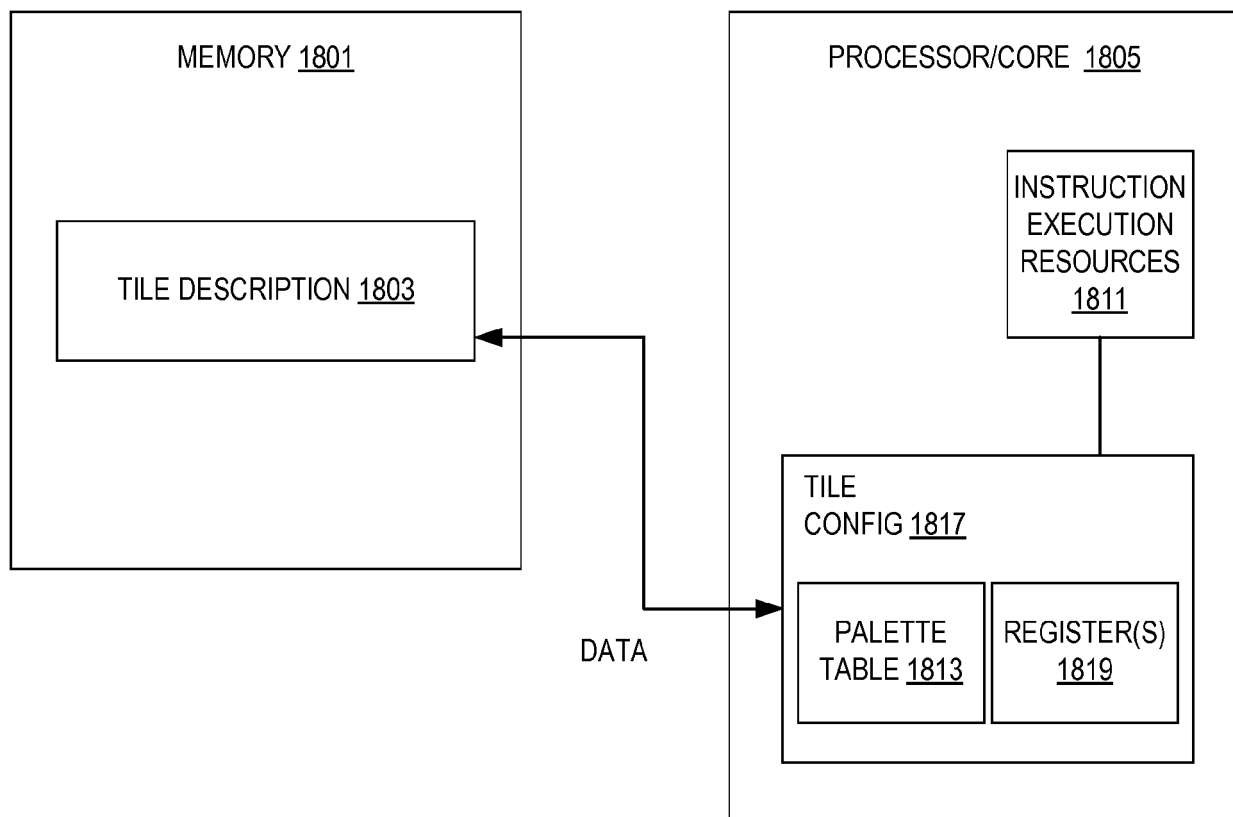 MEMORY 1801
TILE DESCRIPTION 1803
DATA
PROCESSOR/CORE 1805
INSTRUCTION
EXECUTION
RESOURCES
1811
TILE
CONFIG 1817
PALETTE
TABLE 1813
REGISTER(S)
1819